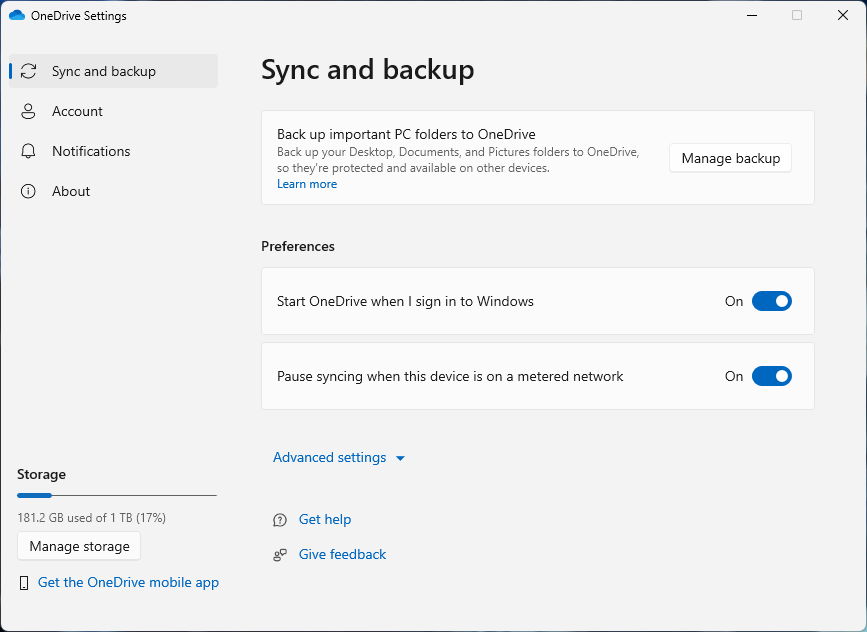 OneDrive Settings
Sync and backup
Account
Notifications
About
Storage
181.2 GB used of 1 TB (17%)
Manage storage
Get the OneDrive mobile app
Sync and backup
Back up important PC folders to OneDrive
Back up your Desktop, Documents, and Pictures folders to OneDrive,
so they're protected and available on other devices.
Learn more
Manage backup
Preferences
Start OneDrive when I sign in to Windows On
Pause syncing when this device is on a metered network On
Advanced settings
Get help
Give feedback